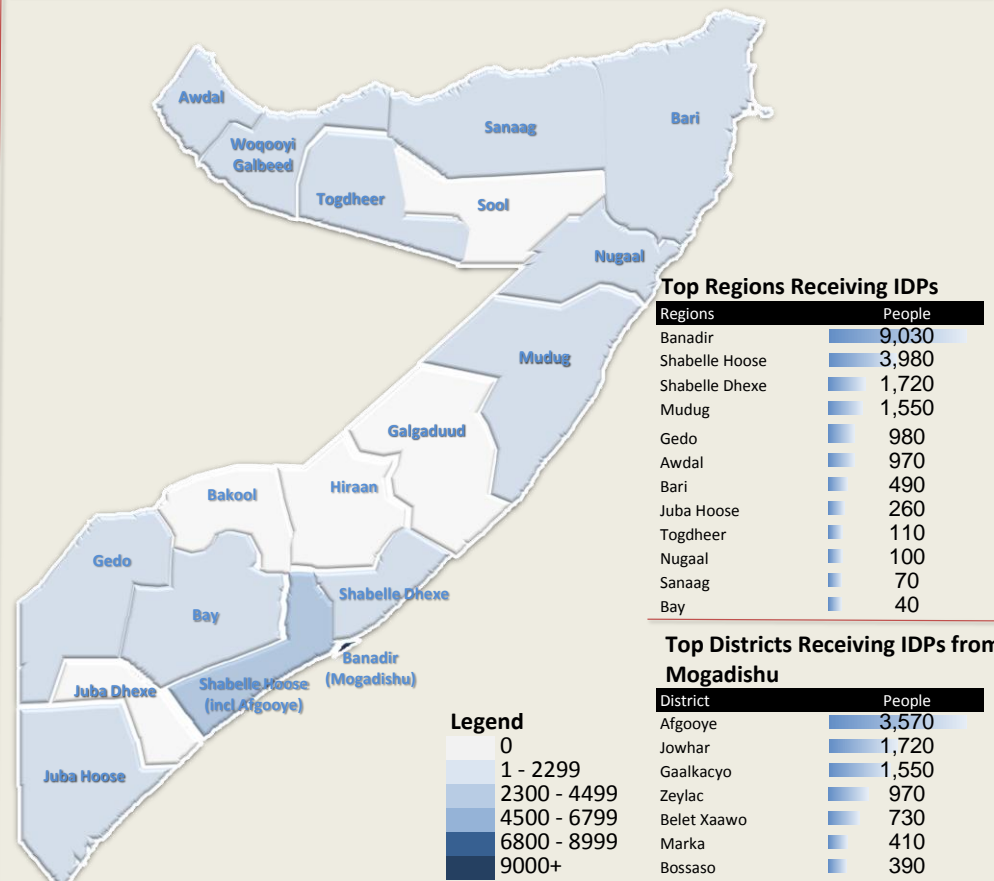 Awdal
Woqooyi
Galbeed
Togdheer
Sanaag
Bari
Sool
Nugaal
Mudug
Galgaduud
Hiraan
Bakool
Gedo
Bay
Shabelle Dhexe
Banadir
(Mogadishu)
Shabelle Hoose
(incl Afgooye)
Juba Dhexe
Juba Hoose
Top Regions Receiving IDPs
Regions People
Banadir 9,030
Shabelle Hoose 3,980
Shabelle Dhexe 1,720
Mudug 1,550
Gedo 980
Awdal 970
Bari 490
Juba Hoose 260
Togdheer 110
Nugaal 100
Sanaag 70
Bay 40
Top Districts Receiving IDPs from
Mogadishu
District People
Afgooye 3,570
Jowhar 1,720
Gaalkacyo 1,550
Zeylac 970
Belet Xaawo 730
Marka 410
Bossaso 390
Legend
0
1 - 2299
2300 - 4499
4500 - 6799
6800 - 8999
9000+